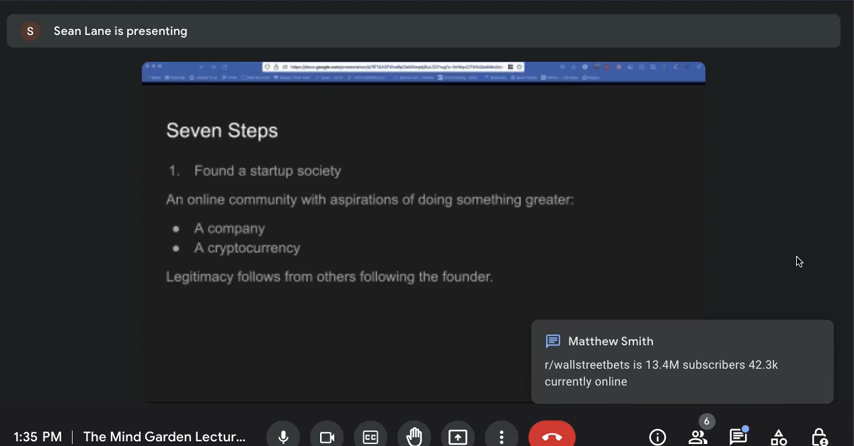 S Sean Lane is presenting
Seven Steps
1. Found a startup society
An online community with aspirations of doing something greater:
● A company
● A cryptocurrency
Legitimacy follows from others following the founder.
Matthew Smith
r/wallstreetbets is 13.4M subscribers 42.3k
currently online
6
1:35 PM | The Mind Garden Lectur...